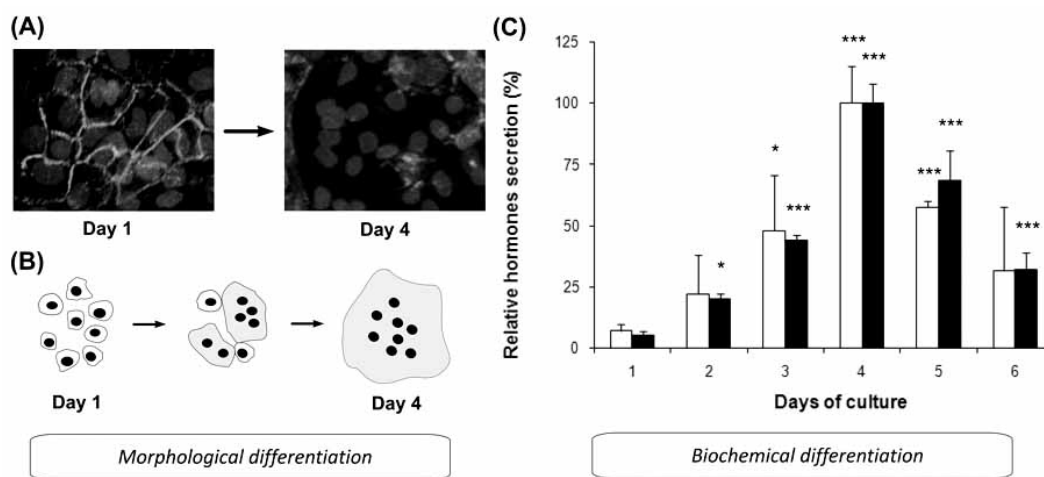 (A)
Day 1
Day 4
(B)
Day 1
Day 4
Morphological differentiation
(C)
Relative hormones secretion (%)
125
100
75
50
25
0
*
*
***
***
***
***
***
***
1 2 3 4 5 6
Days of culture
Biochemical differentiation